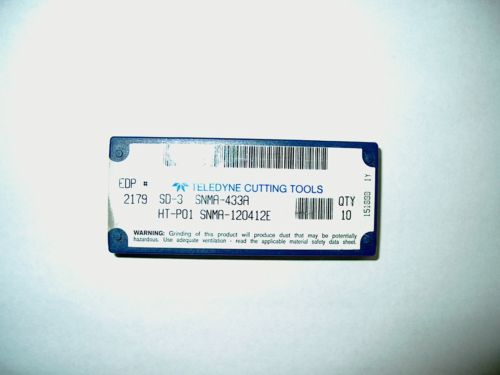 EDP #
TELEDYNE CUTTING TOOLS
2179 SD-3 SNMA-433A QTY
HT-P01 SNMA-120412E 10
WARNING: Grinding of this product will produce dust that may be potentially
hazardous. Use adequate ventilation - read the applicable material safety data sheet.